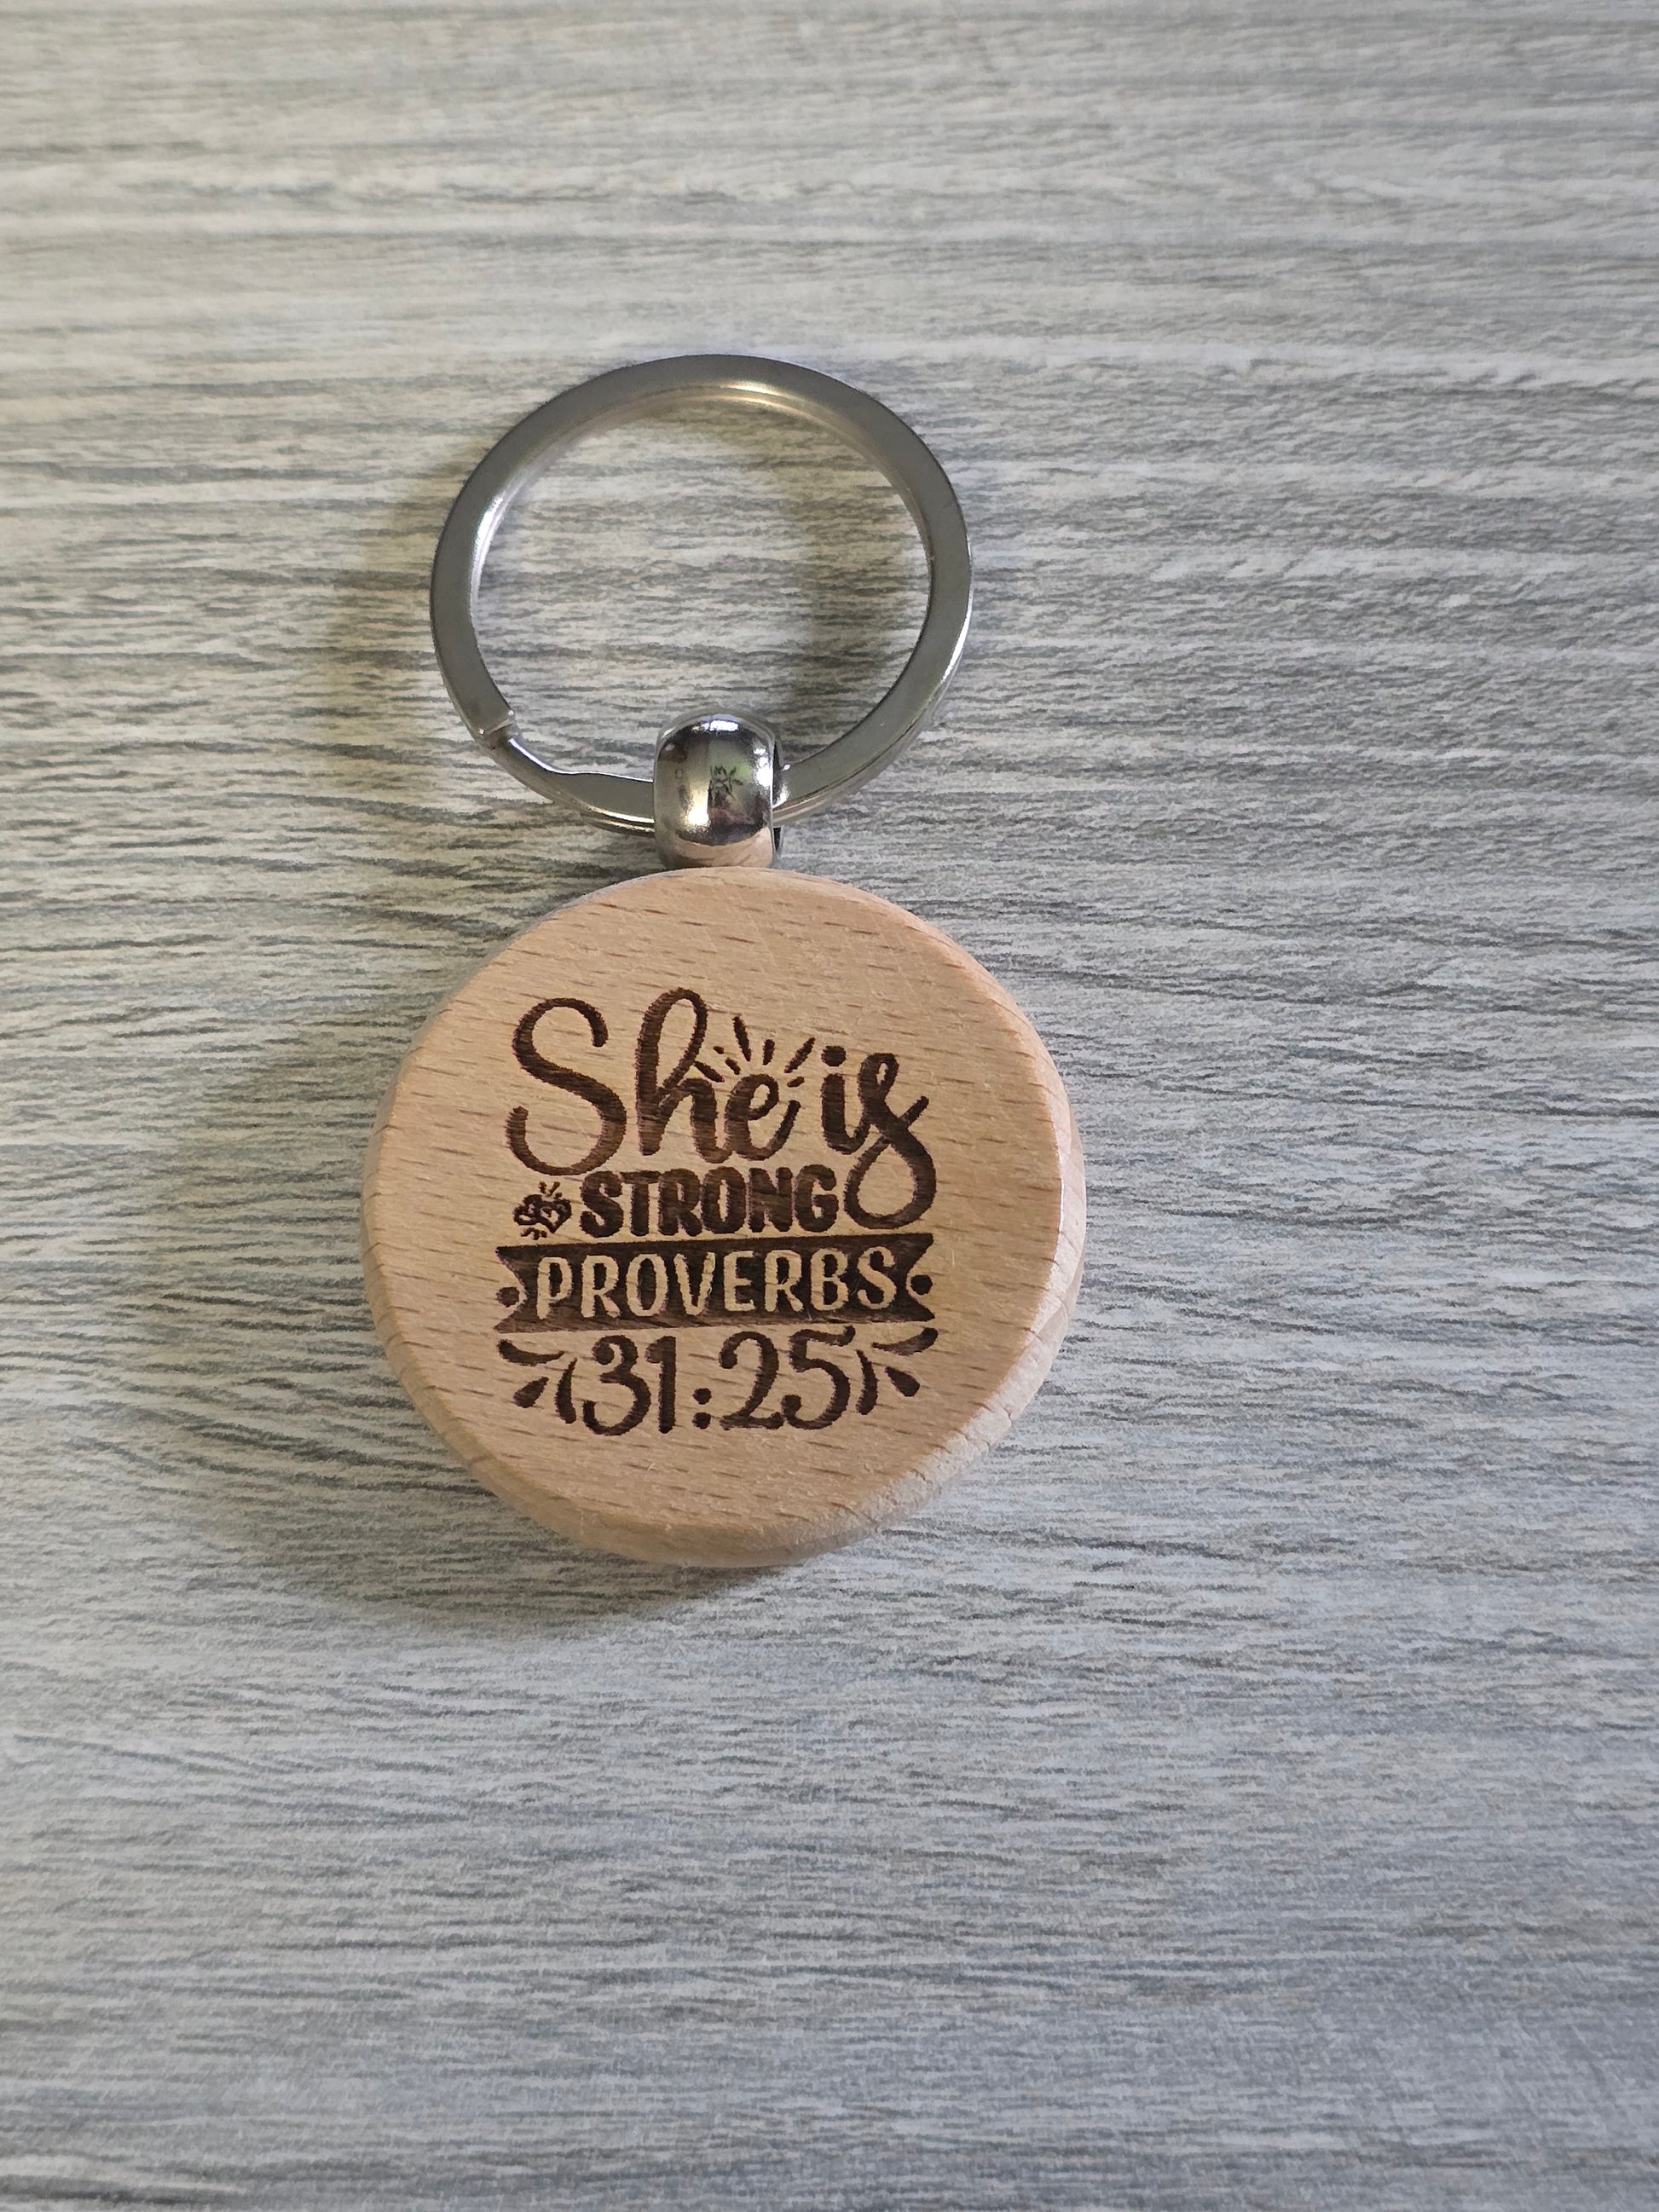 She is
STRONG
PROVERBS
31:25